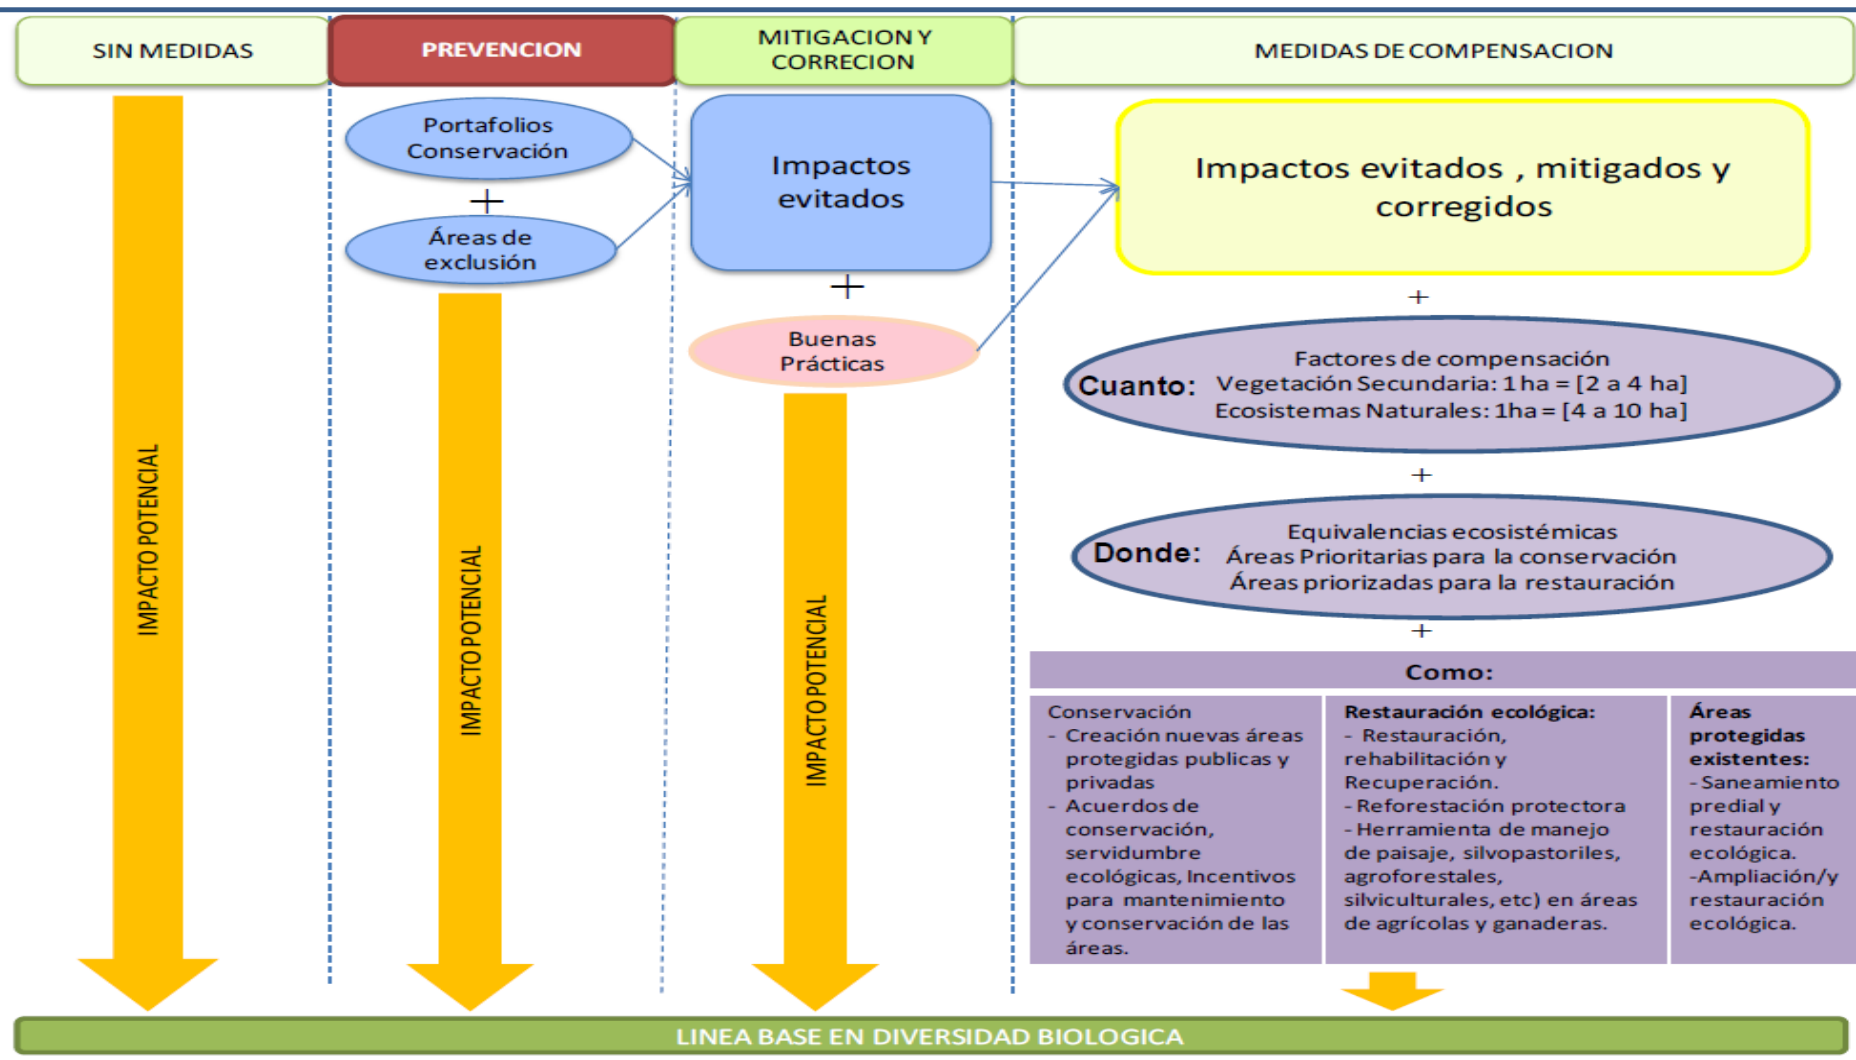 SIN MEDIDAS
PREVENCION
MITIGACION Y
CORRECION
MEDIDAS DE COMPENSACION
IMPACTO POTENCIAL
Portafolios
Conservación
+
Áreas de
exclusión
IMPACTO POTENCIAL
Impactos
evitados
+
Buenas
Prácticas
IMPACTO POTENCIAL
Impactos evitados , mitigados y
corregidos
+
Cuanto:
Factores de compensación
Vegetación Secundaria: 1 ha = [2 a 4 ha]
Ecosistemas Naturales: 1ha = [4 a 10 ha]
+
Donde:
Equivalencias ecosistémicas
Áreas Prioritarias para la conservación
Áreas priorizadas para la restauración
+
Como:
Conservación
- Creación nuevas áreas
protegidas publicas y
privadas
- Acuerdos de
conservación,
servidumbre
ecológicas, Incentivos
para mantenimiento
y conservación de las
áreas.
Restauración ecológica:
- Restauración,
rehabilitación y
Recuperación.
- Reforestación protectora
- Herramienta de manejo
de paisaje, silvopastoriles,
agroforestales,
silviculturales, etc) en áreas
de agrícolas y ganaderas.
Áreas
protegidas
existentes:
- Saneamiento
predial y
restauración
ecológica.
-Ampliación/y
restauración
ecológica.
LINEA BASE EN DIVERSIDAD BIOLOGICA